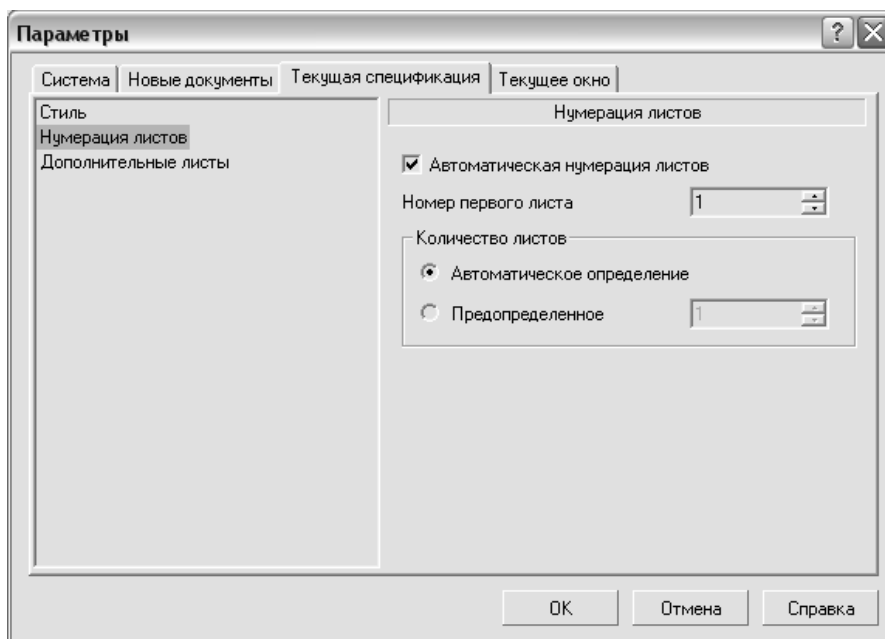 Параметры
Система Новые документы Текущая спецификация Текущее окно
Стиль
Нумерация листов
Дополнительные листы
Нумерация листов
Автоматическая нумерация листов
Номер первого листа 1
Количество листов
Автоматическое определение
Предопределенное 1
OK Отмена Справка